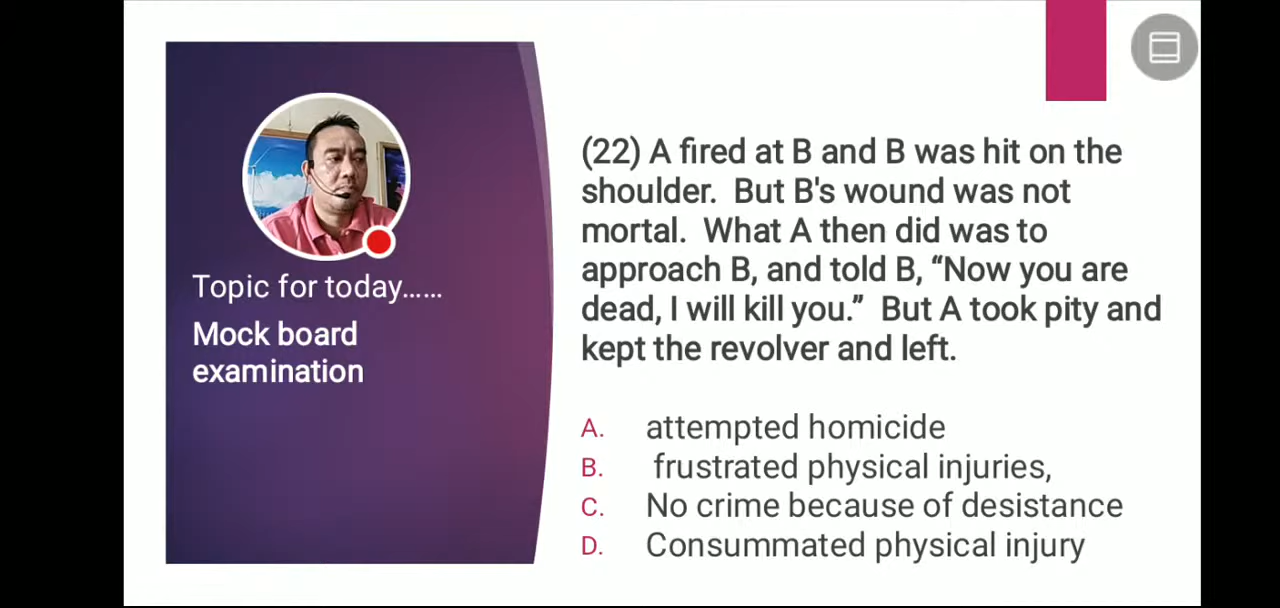 Topic for today......
Mock board
examination
(22) A fired at B and B was hit on the
shoulder. But B's wound was not
mortal. What A then did was to
approach B, and told B, “Now you are
dead, I will kill you.” But A took pity and
kept the revolver and left.
A. attempted homicide
B. frustrated physical injuries,
C. No crime because of desistance
D. Consummated physical injury